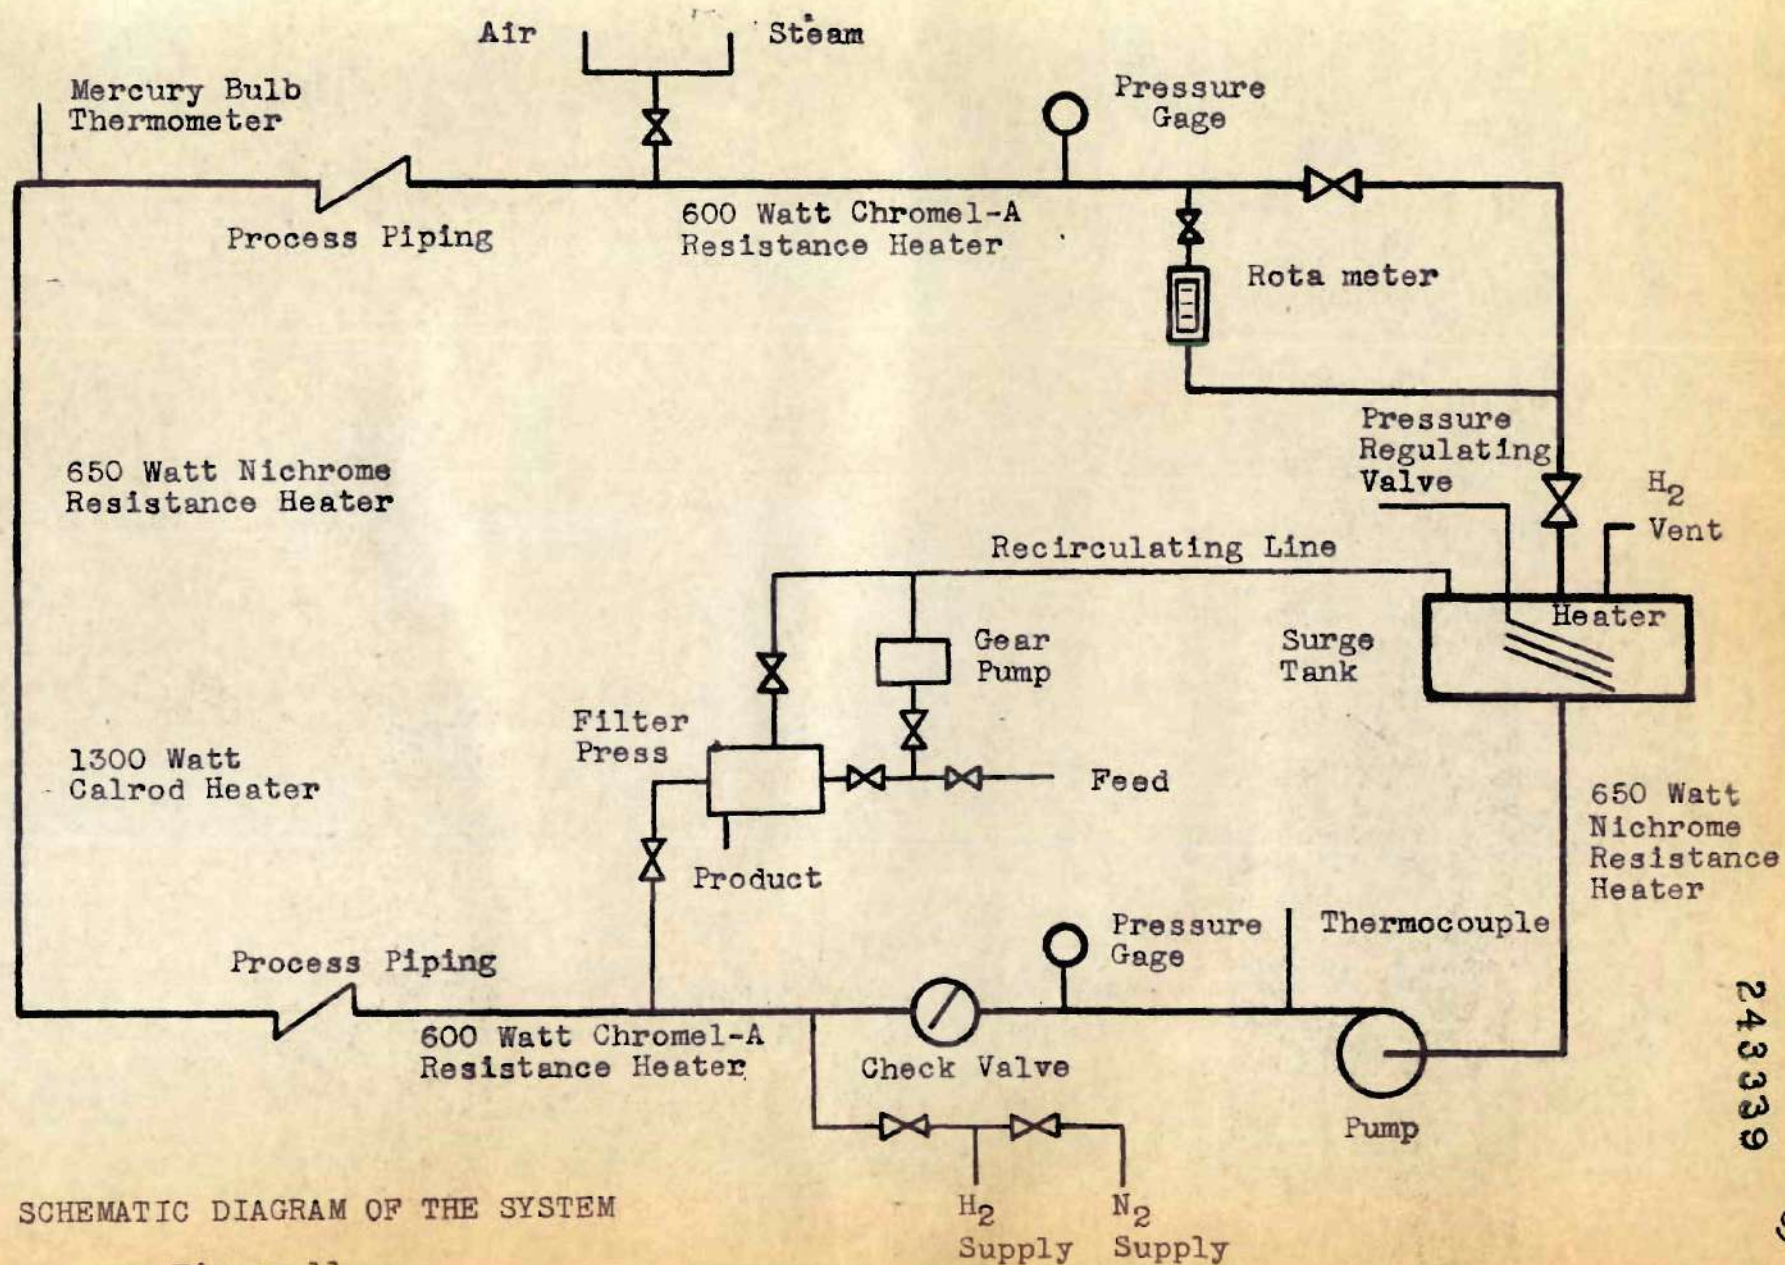 Air
Steam
Mercury Bulb
Thermometer
Pressure
Gage
Process Piping
600 Watt Chromel-A
Resistance Heater
Rota meter
Pressure
Regulating
Valve
H2
Vent
650 Watt Nichrome
Resistance Heater
Recirculating Line
Heater
Gear
Pump
Surge
Tank
Filter
Press
1300 Watt
Calrod Heater
Feed
650 Watt
Nichrome
Resistance
Heater
Product
Pressure
Gage
Thermocouple
Process Piping
600 Watt Chromel-A
Resistance Heater
Check Valve
Pump
243339
H2
Supply
N2
Supply
SCHEMATIC DIAGRAM OF THE SYSTEM